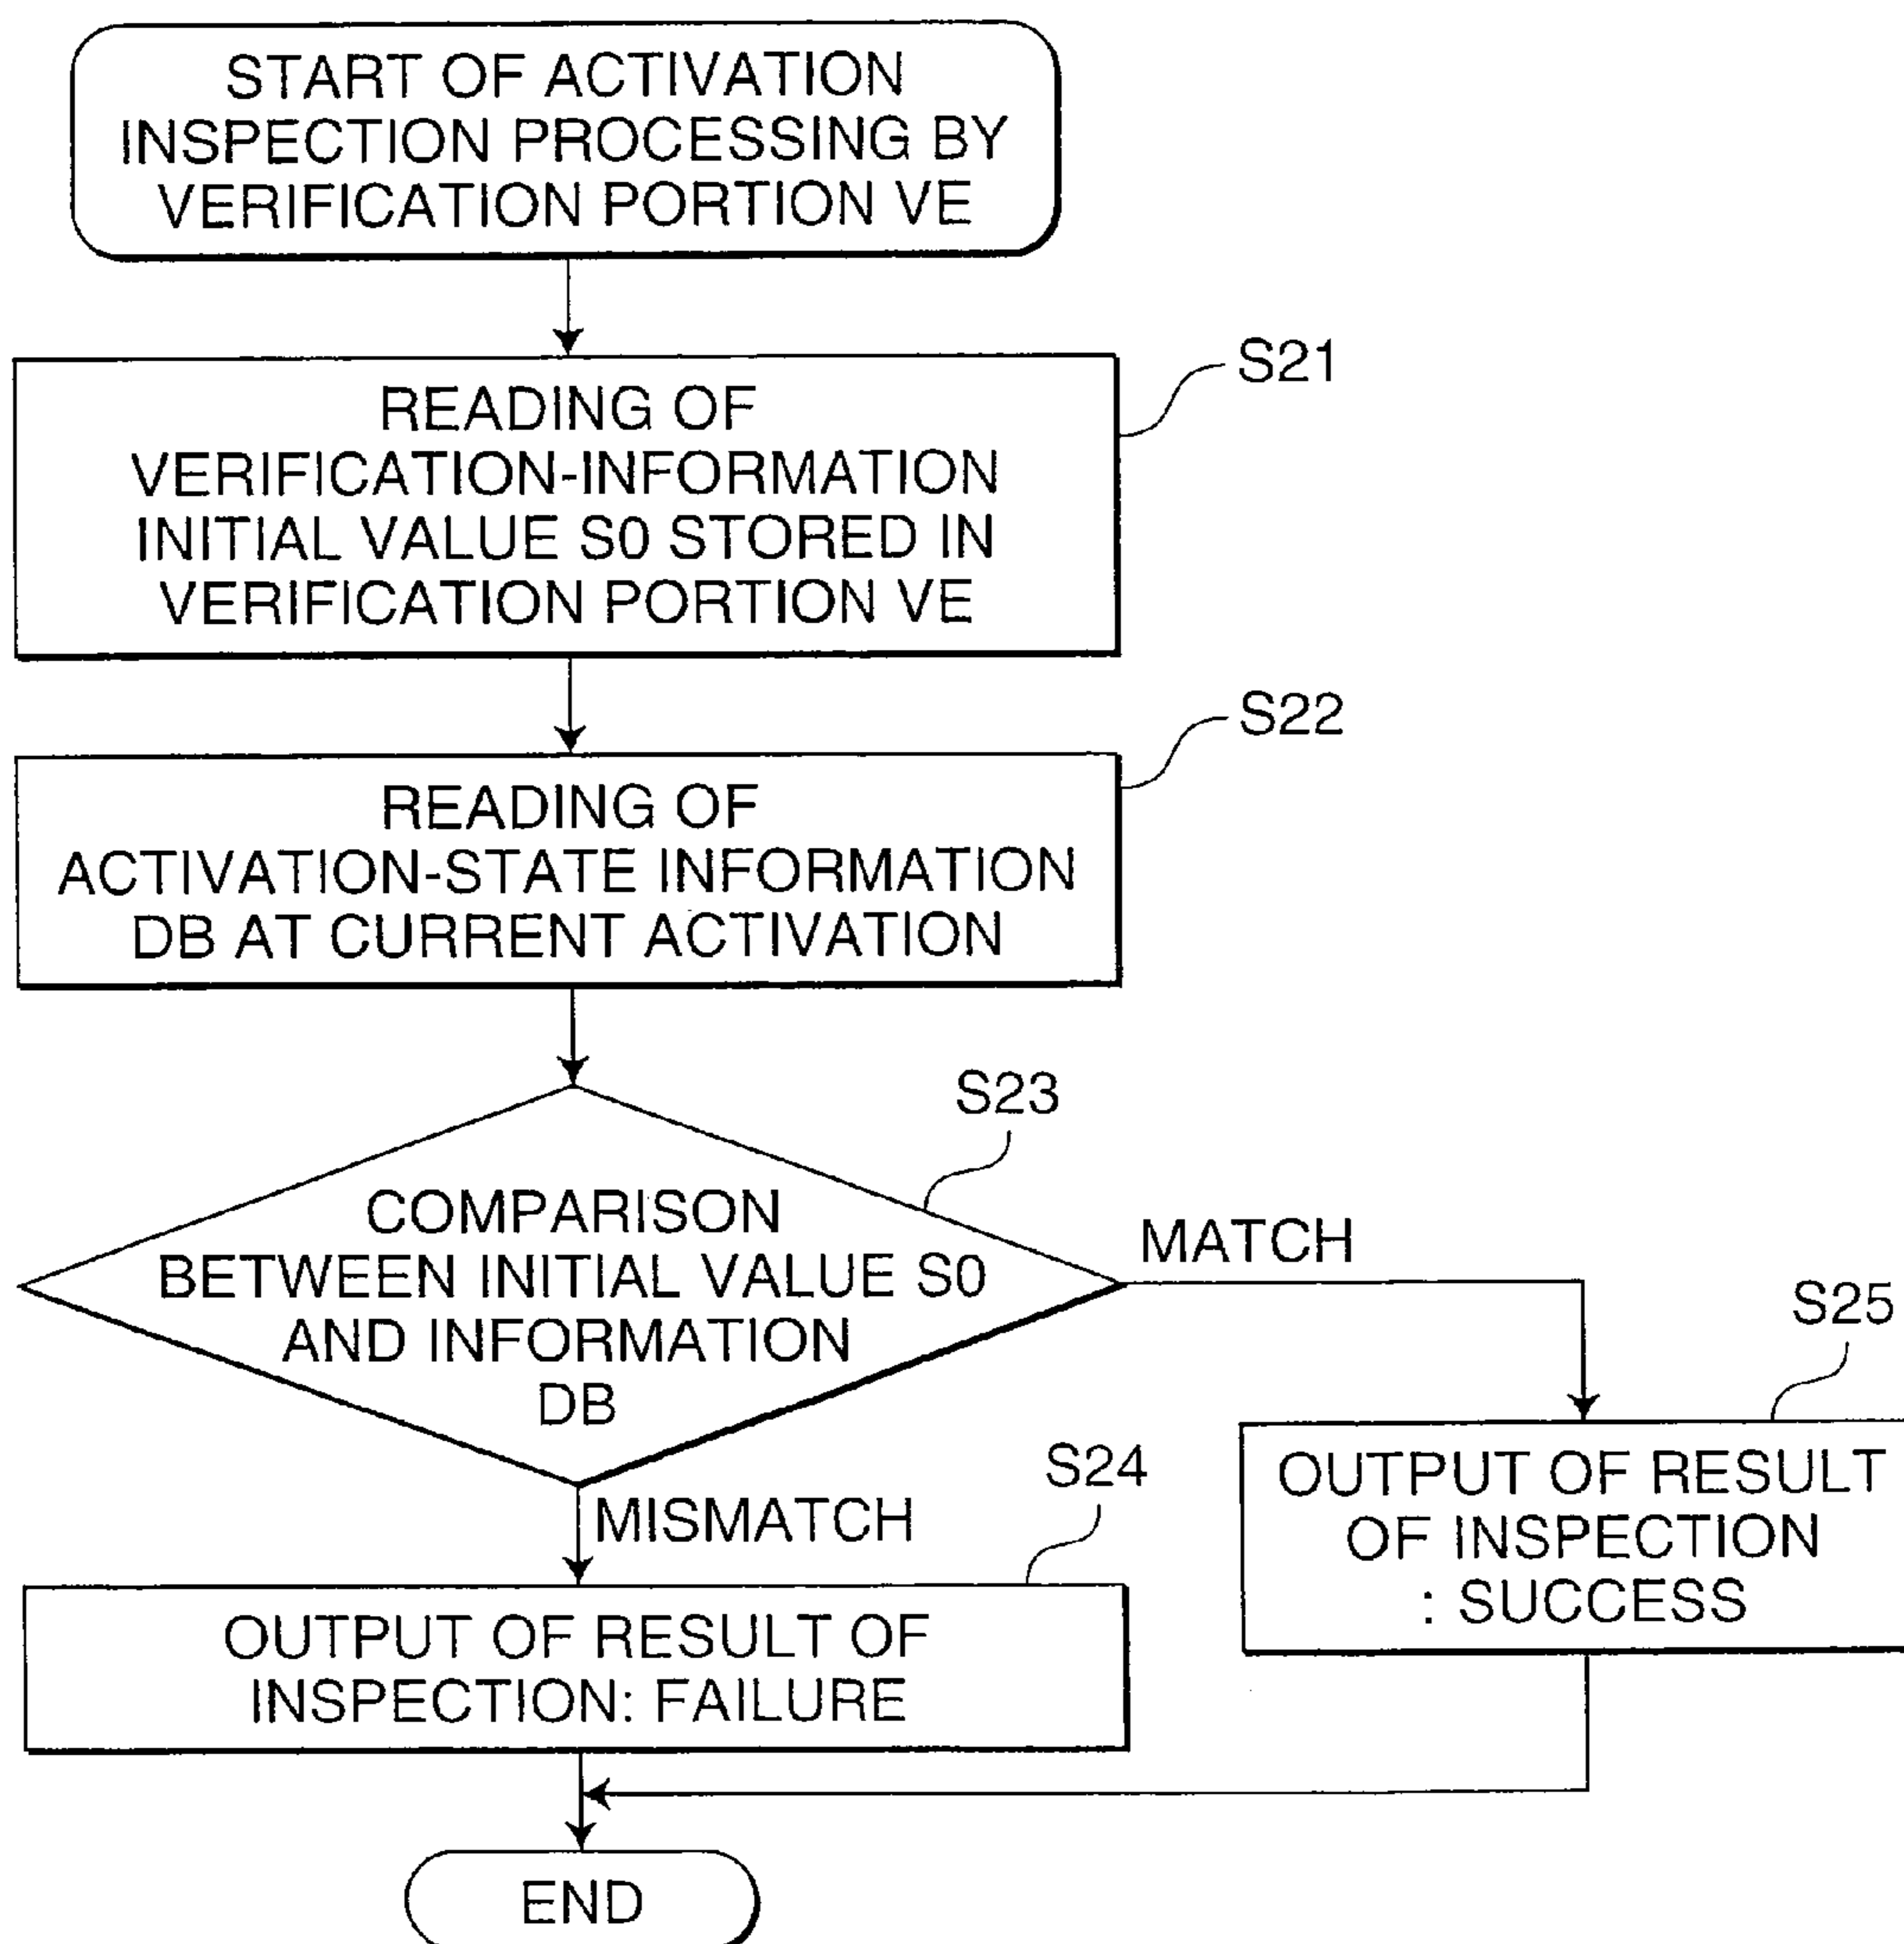 START OF ACTIVATION
INSPECTION PROCESSING BY
VERIFICATION PORTION VE
S21
READING OF
VERIFICATION-INFORMATION
INITIAL VALUE S0 STORED IN
VERIFICATION PORTION VE
S22
READING OF
ACTIVATION-STATE INFORMATION
DB AT CURRENT ACTIVATION
S23
COMPARISON
BETWEEN INITIAL VALUE S0
AND INFORMATION
DB
MATCH
S25
OUTPUT OF RESULT
OF INSPECTION
: SUCCESS
MISMATCH
S24
OUTPUT OF RESULT OF
INSPECTION: FAILURE
END